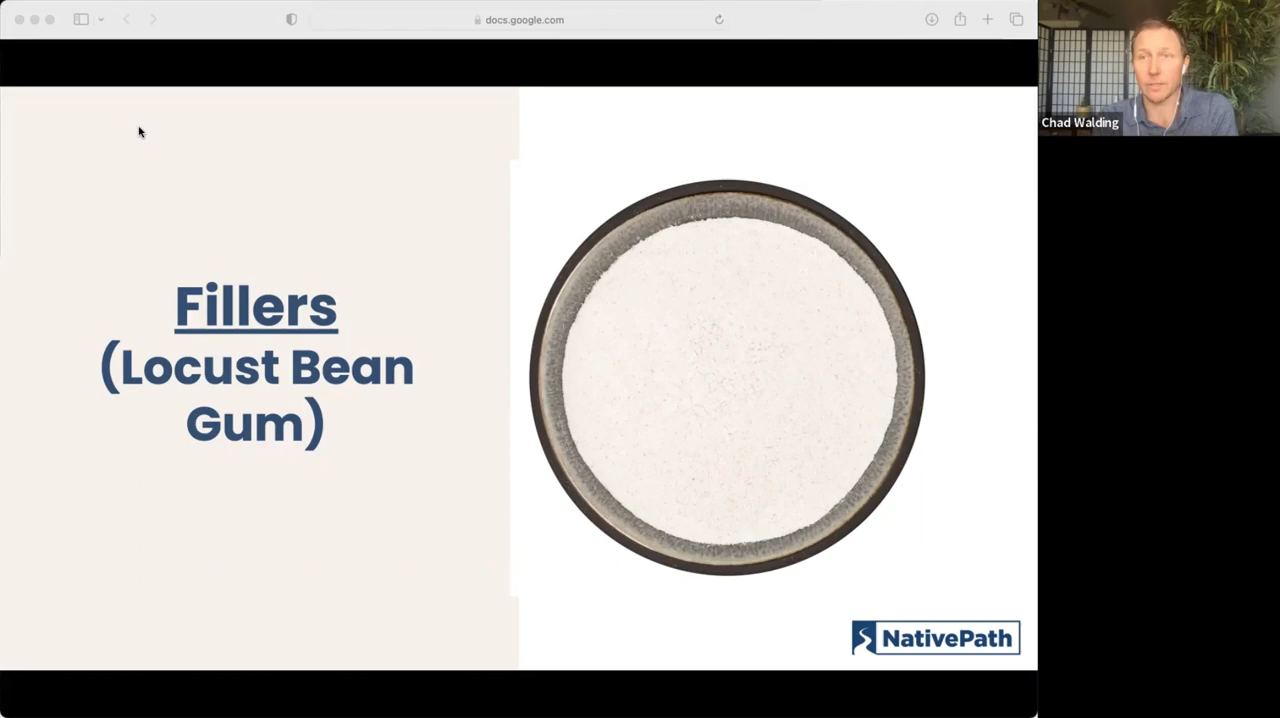 docs.google.com
Chad Walding
Fillers
(Locust Bean
Gum)
NativePath